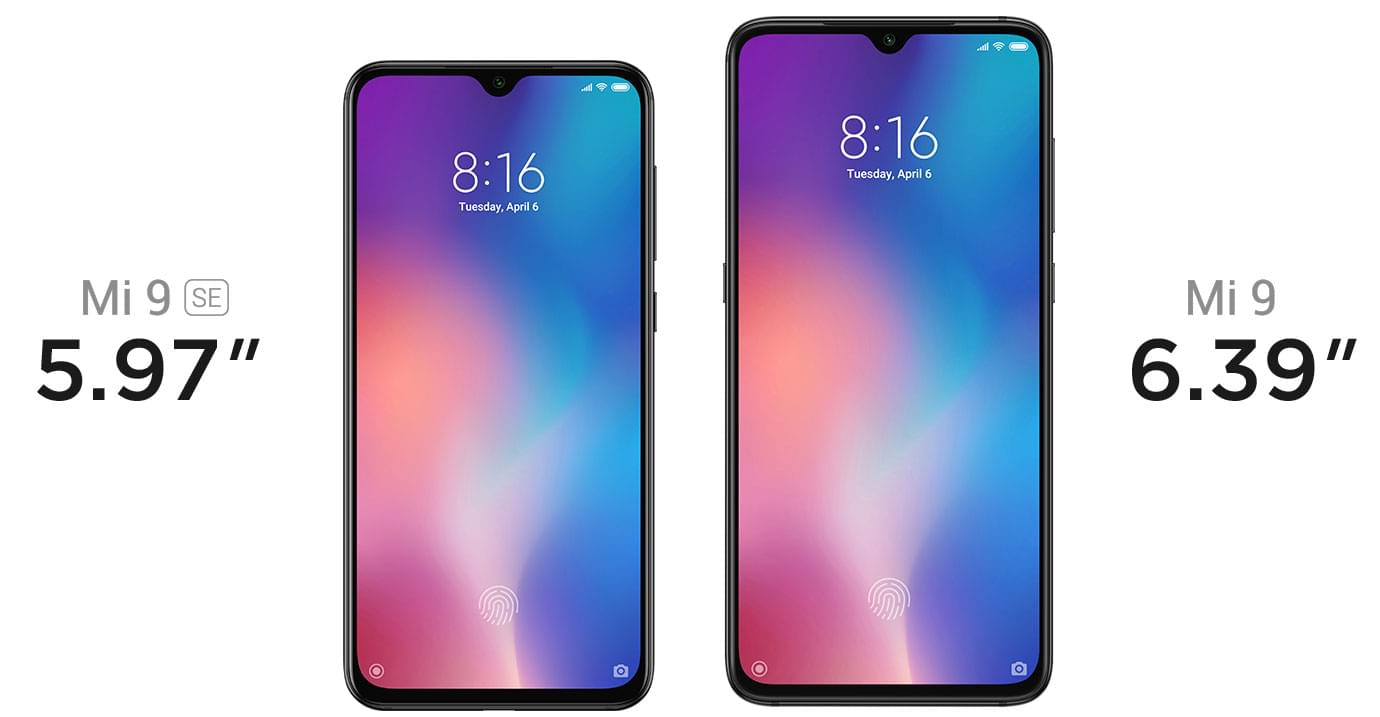 Mi 9 SE
5.97″
8:16
Tuesday, April 6
8:16
Tuesday, April 6
Mi 9
6.39″